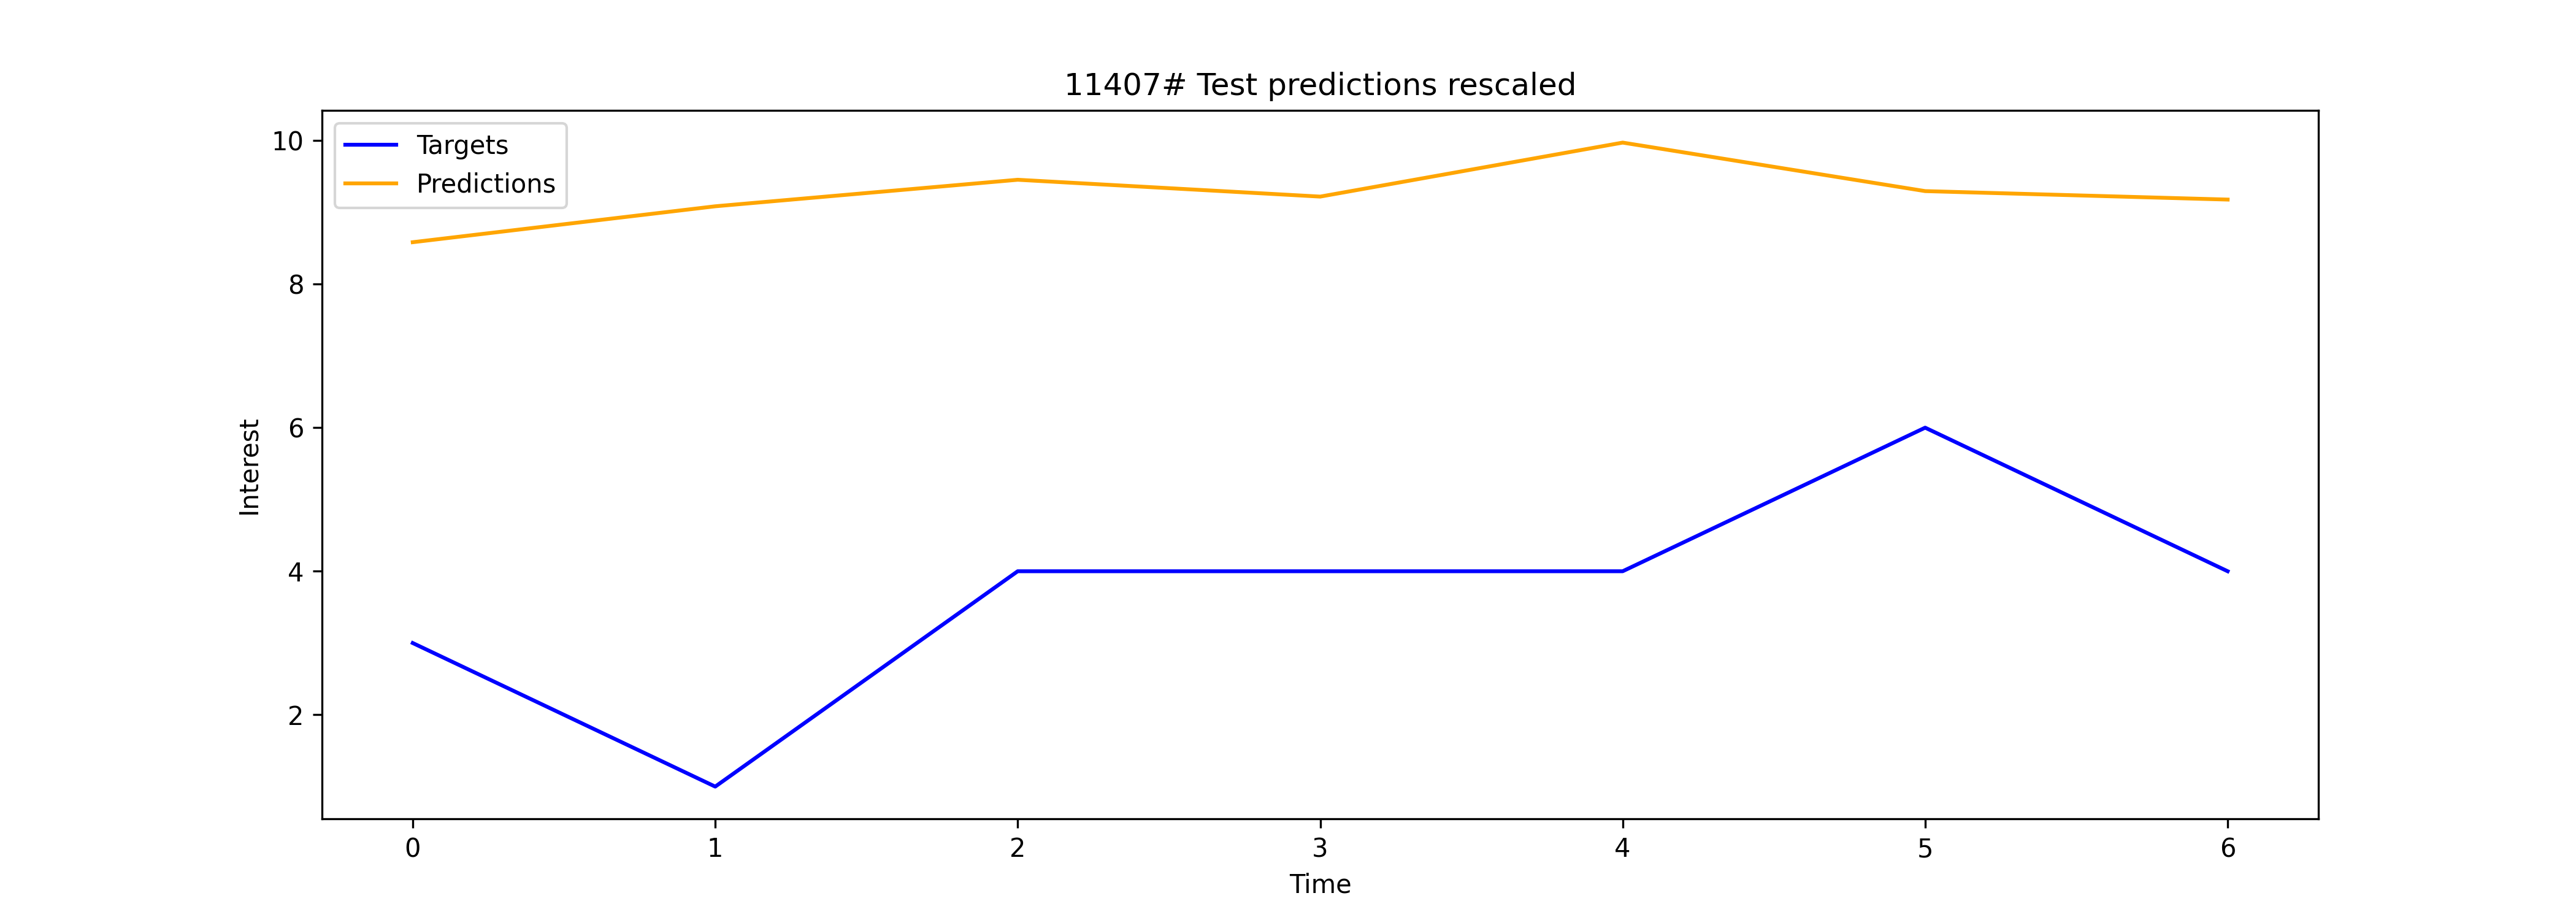 11407# Test predictions rescaled
Targets
Predictions
10
8
6
4
2
Interest
0 1 2 3 4 5 6
Time